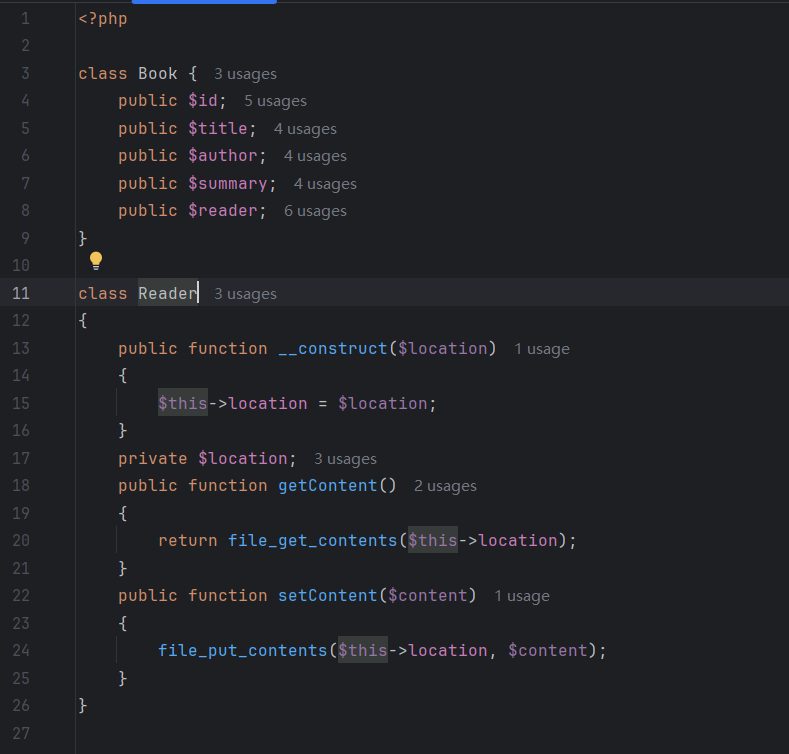 1 <?php
2
3 class Book { 3 usages
4     public $id; 5 usages
5     public $title; 4 usages
6     public $author; 4 usages
7     public $summary; 4 usages
8     public $reader; 6 usages
9 }
10
11 class Reader 3 usages
12 {
13     public function __construct($location) 1 usage
14     {
15         $this->location = $location;
16     }
17     private $location; 3 usages
18     public function getContent() 2 usages
19     {
20         return file_get_contents($this->location);
21     }
22     public function setContent($content) 1 usage
23     {
24         file_put_contents($this->location, $content);
25     }
26 }
27